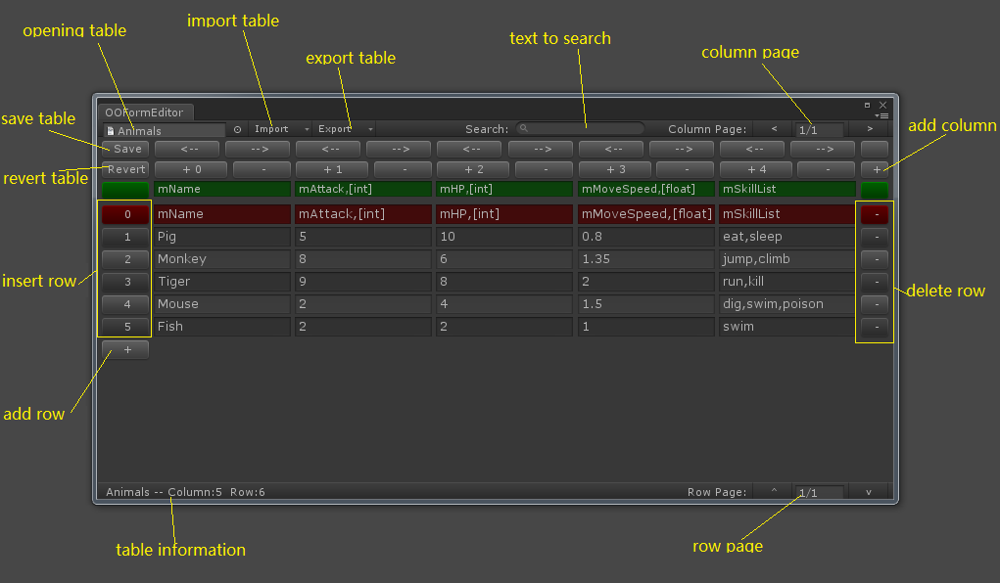 import table
opening table
text to search
column page
export table
OOFormEditor
save table
Animals Import Export Search: Column Page: < 1/1 >
add column
Save <-- --> <-- --> <-- --> <-- --> <-- -->
Revert + 0 - + 1 - + 2 - + 3 - + 4 - +
revert table
mName mAttack,[int] mHP,[int] mMoveSpeed,[float] mSkillList
0 mName mAttack,[int] mHP,[int] mMoveSpeed,[float] mSkillList -
1 Pig 5 10 0.8 eat,sleep -
2 Monkey 8 6 1.35 jump,climb -
insert row
3 Tiger 9 8 2 run,kill -
delete row
4 Mouse 2 4 1.5 dig,swim,poison -
5 Fish 2 2 1 swim -
+
add row
Animals -- Column:5 Row:6 Row Page: ^ 1/1 v
table information
row page